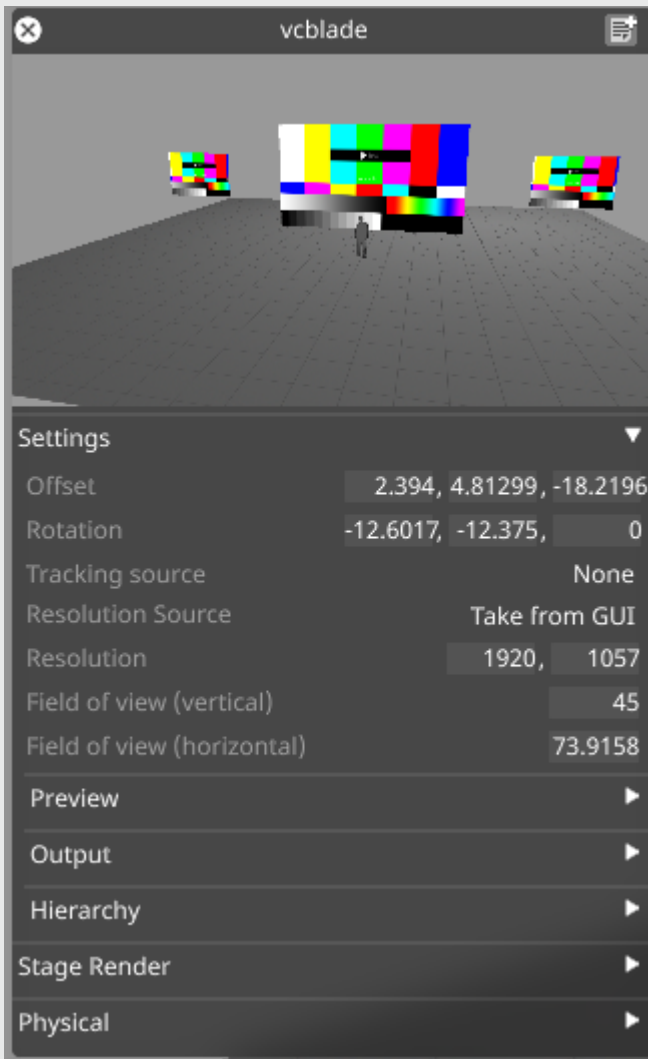 vcblade
Settings
Offset 2.394, 4.81299, -18.2196
Rotation -12.6017, -12.375, 0
Tracking source None
Resolution Source Take from GUI
Resolution 1920, 1057
Field of view (vertical) 45
Field of view (horizontal) 73.9158
Preview
Output
Hierarchy
Stage Render
Physical